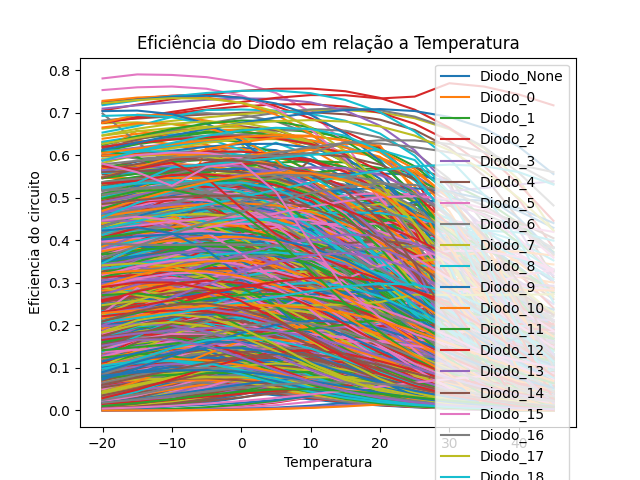 Eficiência do Diodo em relação a Temperatura
Eficiencia do circuito
0.8
0.7
0.6
0.5
0.4
0.3
0.2
0.1
0.0
−20
−10
0
10
20
30
40
Temperatura
Diodo_None
Diodo_0
Diodo_1
Diodo_2
Diodo_3
Diodo_4
Diodo_5
Diodo_6
Diodo_7
Diodo_8
Diodo_9
Diodo_10
Diodo_11
Diodo_12
Diodo_13
Diodo_14
Diodo_15
Diodo_16
Diodo_17
Diodo_18